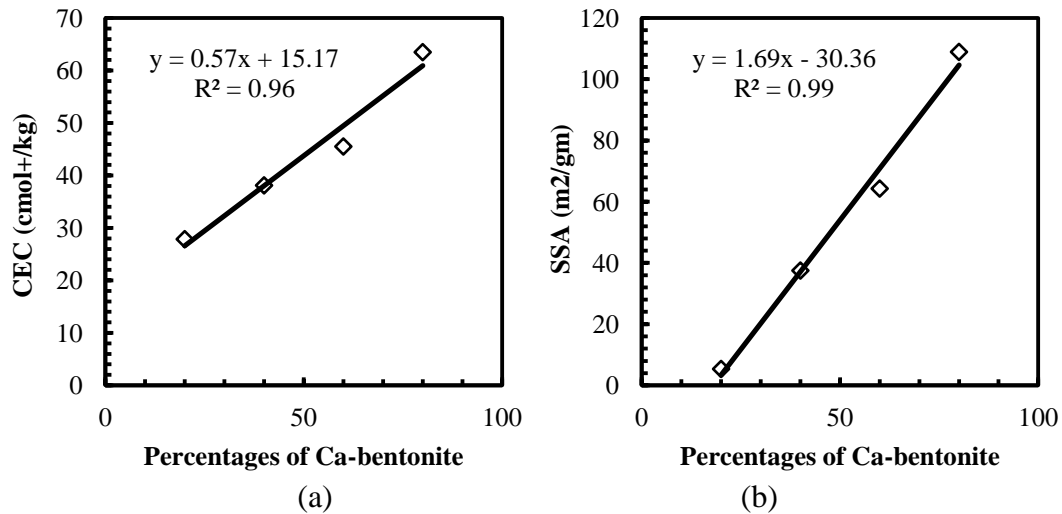 70
60
50
40
30
20
10
0
y = 0.57x + 15.17
R² = 0.96
CEC (cmol+/kg)
0 50 100
Percentages of Ca-bentonite
(a)
120
100
80
60
40
20
0
y = 1.69x - 30.36
R² = 0.99
SSA (m2/gm)
0 50 100
Percentages of Ca-bentonite
(b)